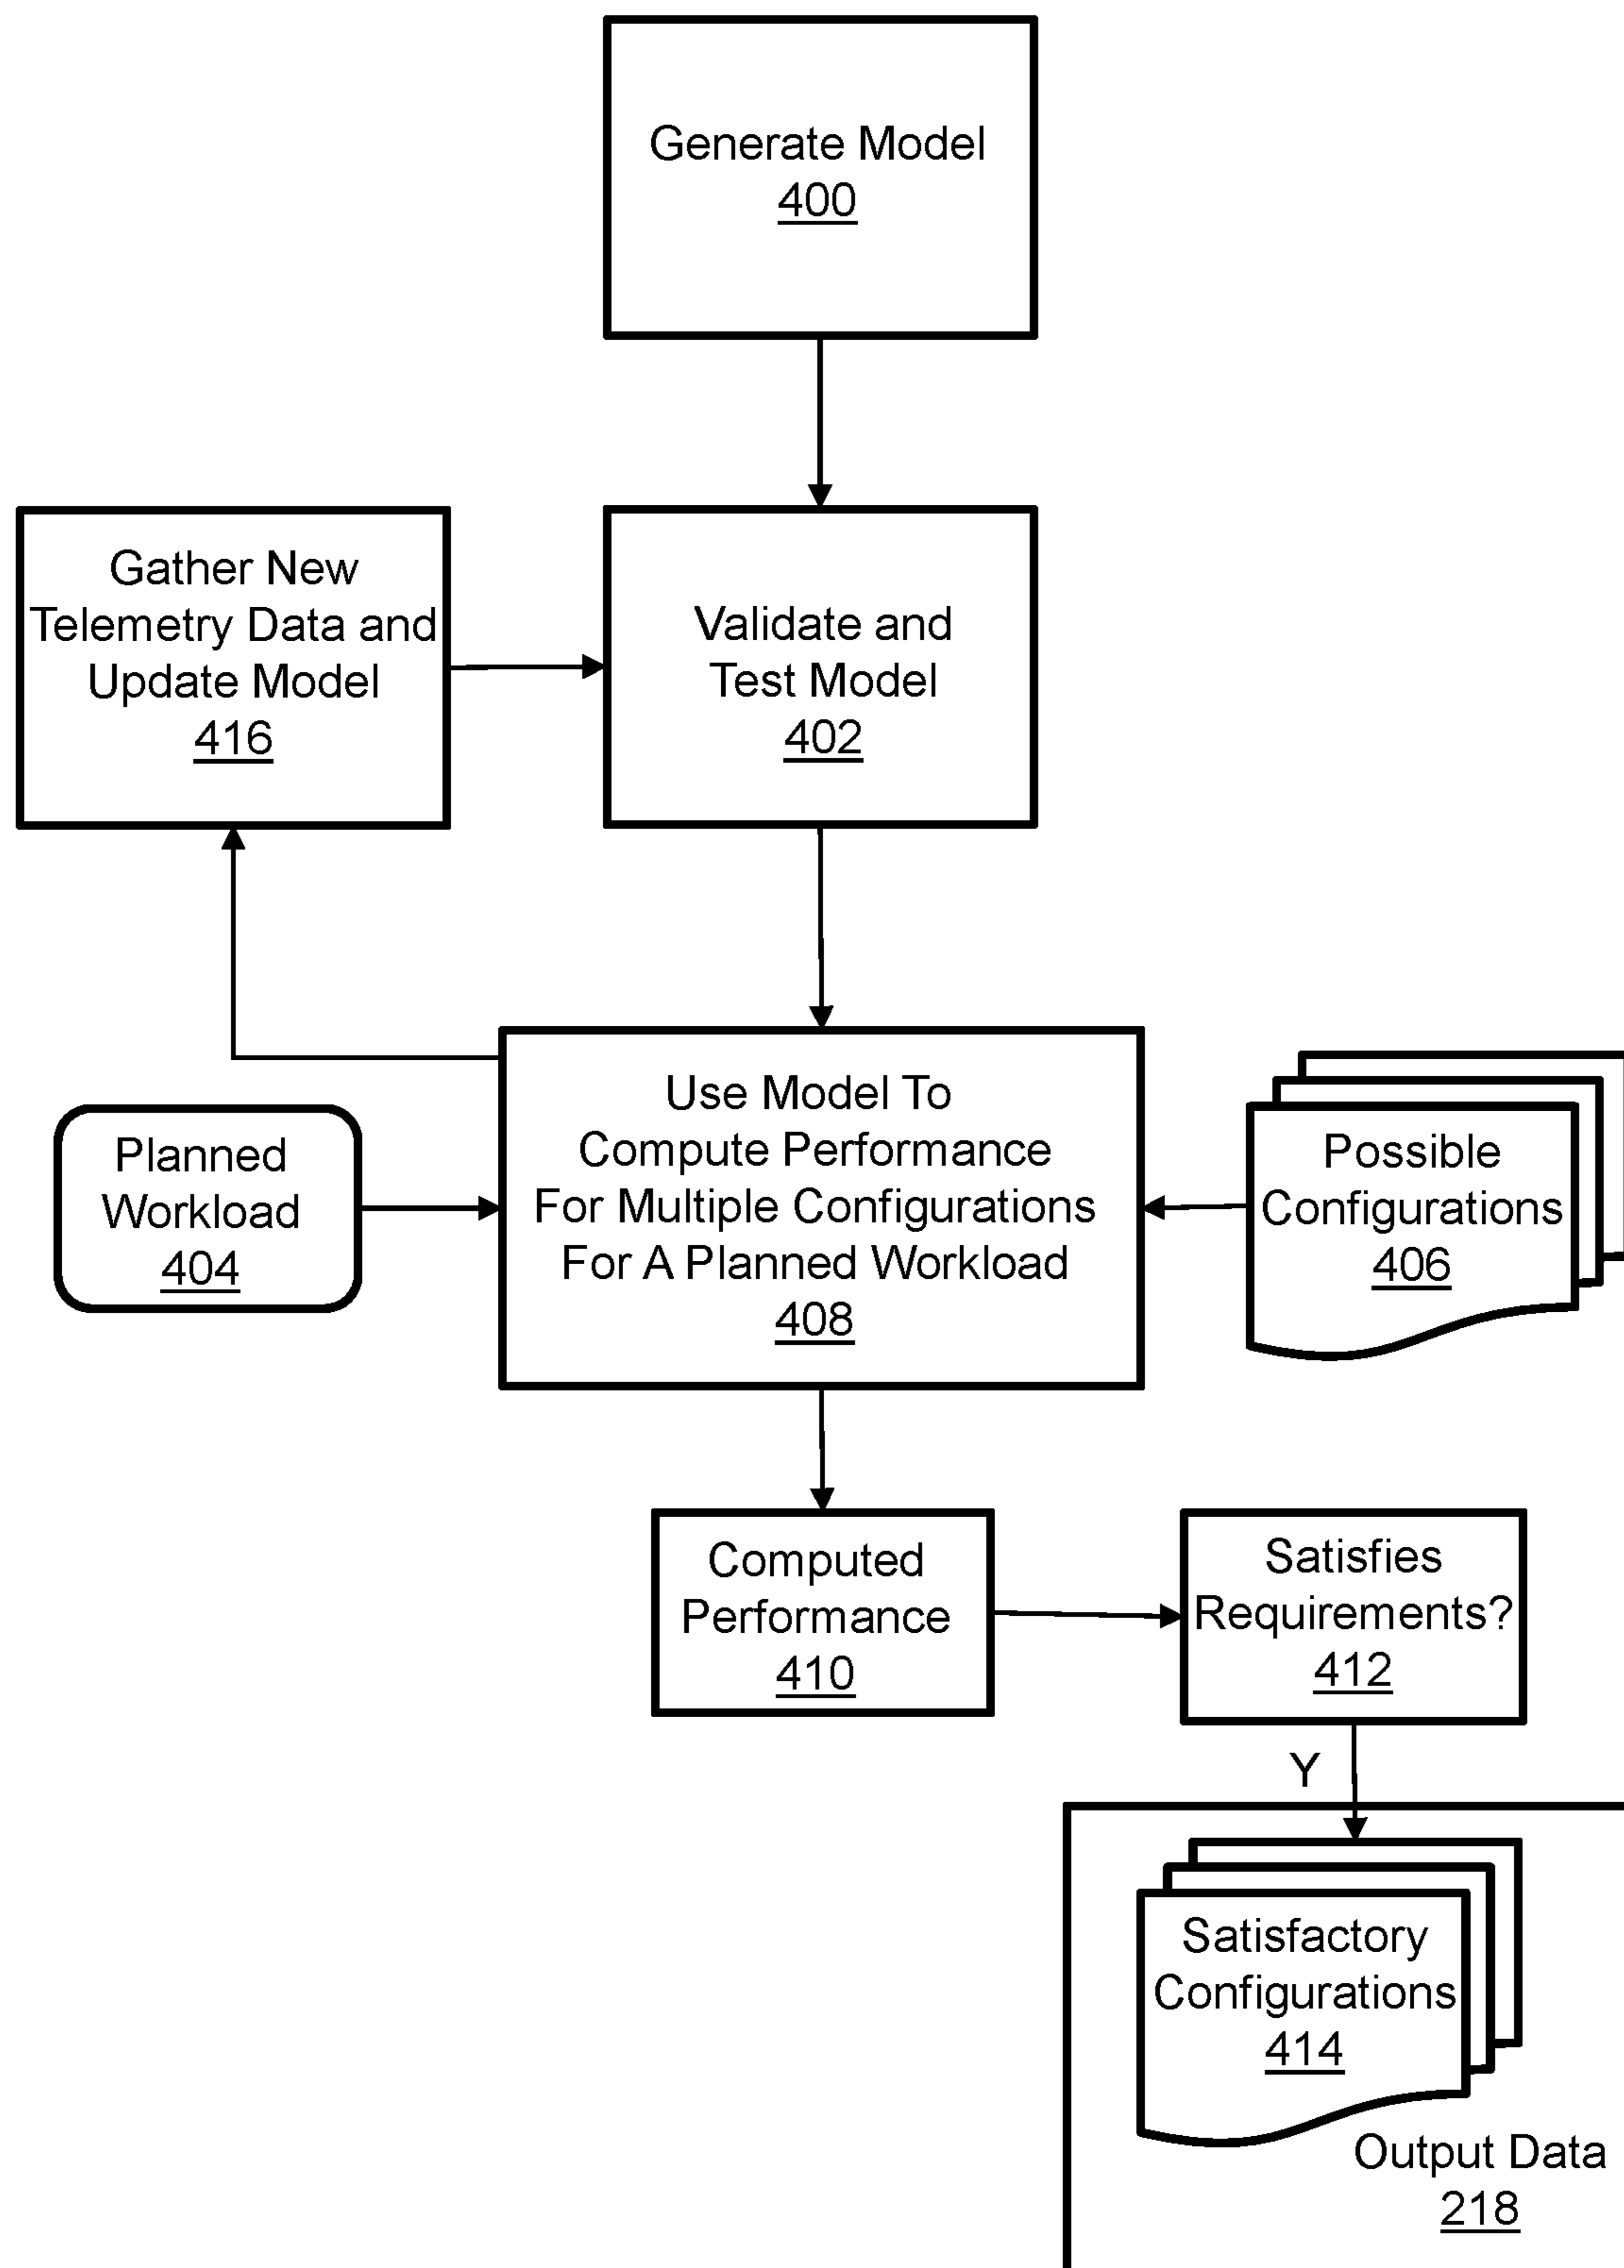 Generate Model
400
Gather New
Telemetry Data and
Update Model
416
Validate and
Test Model
402
Planned
Workload
404
Use Model To
Compute Performance
For Multiple Configurations
For A Planned Workload
408
Possible
Configurations
406
Computed
Performance
410
Satisfies
Requirements?
412
Y
Satisfactory
Configurations
414
Output Data
218